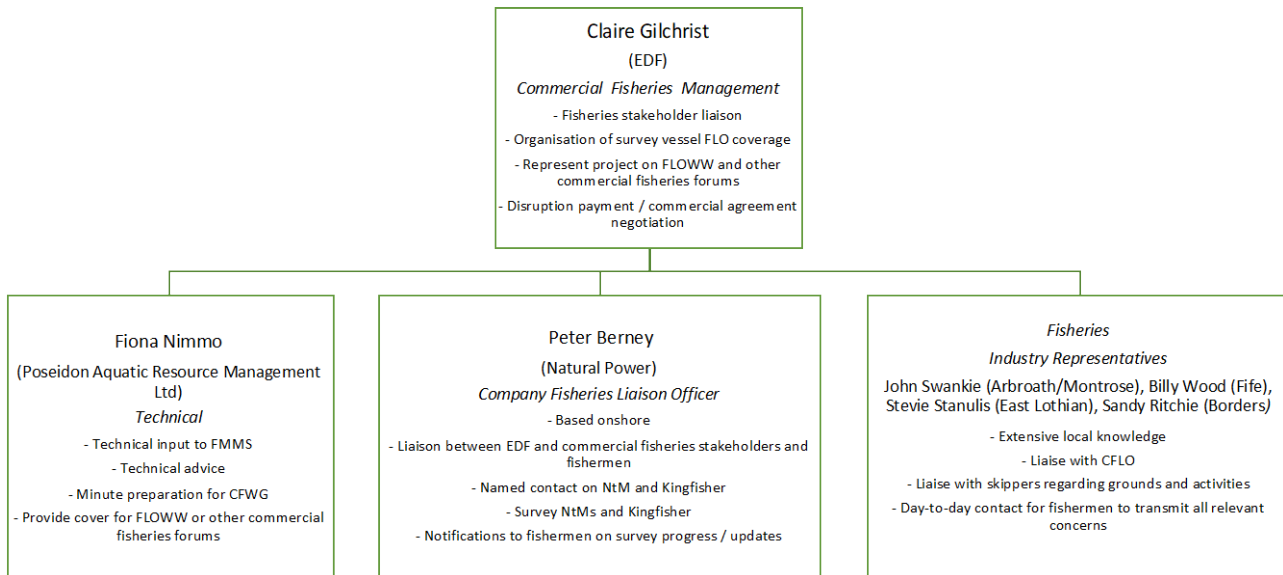 Claire Gilchrist
(EDF)
Commercial Fisheries Management
- Fisheries stakeholder liaison
- Organisation of survey vessel FLO coverage
- Represent project on FLOWW and other
commercial fisheries forums
- Disruption payment / commercial agreement
negotiation
Fiona Nimmo
(Poseidon Aquatic Resource Management
Ltd)
Technical
- Technical input to FMMS
- Technical advice
- Minute preparation for CFWG
- Provide cover for FLOWW or other commercial
fisheries forums
Peter Berney
(Natural Power)
Company Fisheries Liaison Officer
- Based onshore
- Liaison between EDF and commercial fisheries stakeholders and
fishermen
- Named contact on NtM and Kingfisher
- Survey NtMs and Kingfisher
- Notifications to fishermen on survey progress / updates
Fisheries
Industry Representatives
John Swankie (Arbroath/Montrose), Billy Wood (Fife),
Stevie Stanulis (East Lothian), Sandy Ritchie (Borders)
- Extensive local knowledge
- Liaise with CFLO
- Liaise with skippers regarding grounds and activities
- Day-to-day contact for fishermen to transmit all relevant
concerns